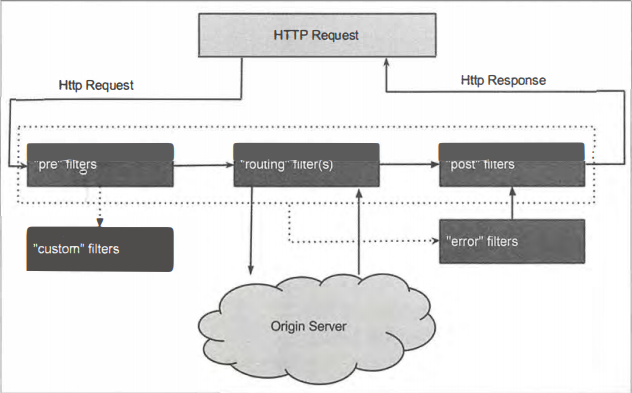 HTTP Request
Http Request
Http Response
"pre" filters
"routing" filter(s)
"post" filters
"custom" filters
"error" filters
Origin Server